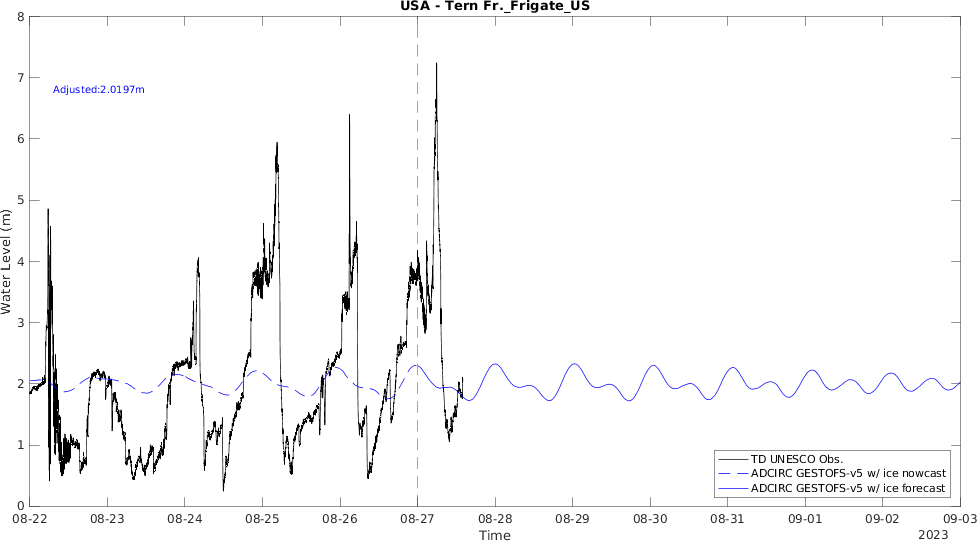 USA - Tern Fr._Frigate_US
8
7
Adjusted:2.0197m
6
5
4
3
2
1
0
Water Level (m)
TD UNESCO Obs.
ADCIRC GESTOFS-v5 w/ ice nowcast
ADCIRC GESTOFS-v5 w/ ice forecast
08-22 08-23 08-24 08-25 08-26 08-27 08-28 08-29 08-30 08-31 09-01 09-02 09-03
Time
2023